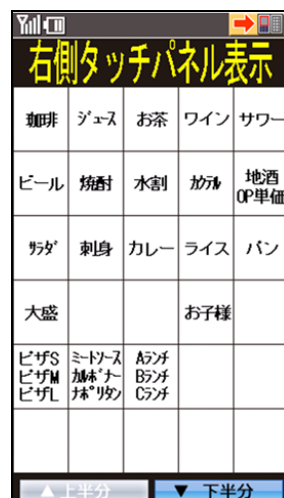 右側タッチパネル表示
珈琲 ジュース お茶 ワイン サワー
ビール 焼酎 水割 カクテル 地酒
OP単価
サラダ 刺身 カレー ライス パン
大盛 お子様
ピザS ミートソース Aランチ
ピザM カルボナーラ Bランチ
ピザL ナポリタン Cランチ
▲ 上半分 ▼ 下半分